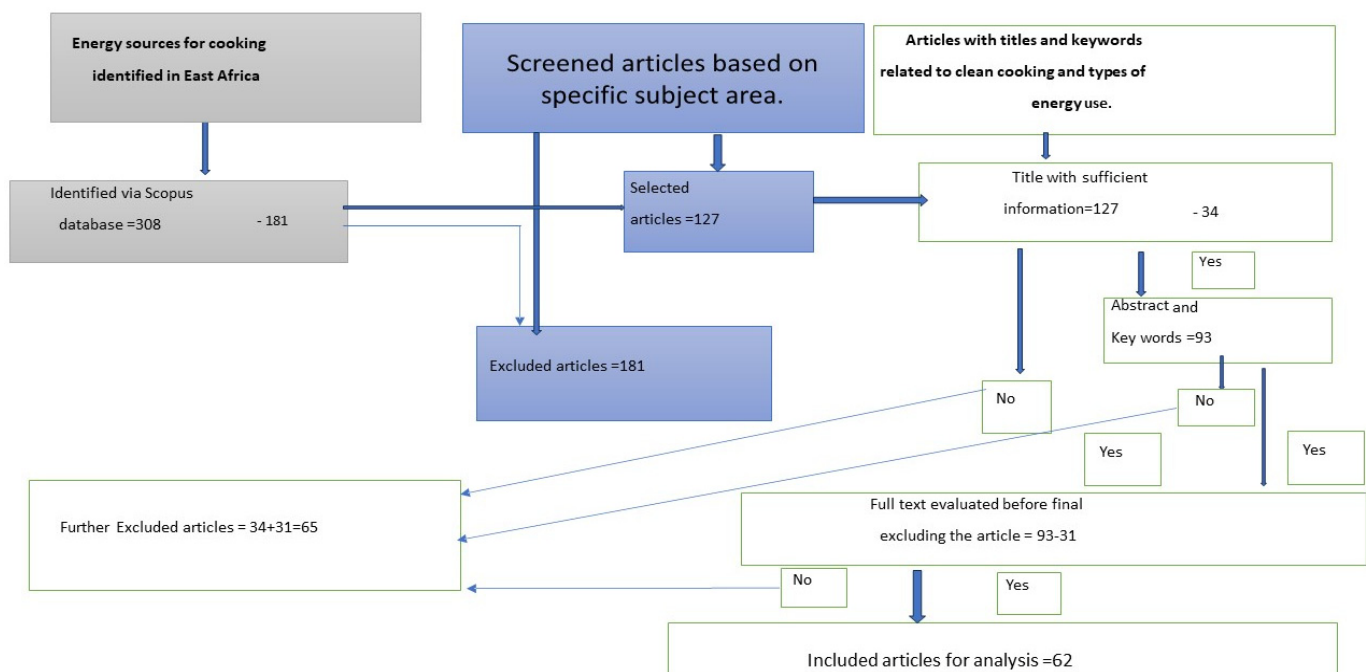 Energy sources for cooking
identified in East Africa
Screened articles based on
specific subject area.
Articles with titles and keywords
related to clean cooking and types of
energy use.
Identified via Scopus
database =308
- 181
Selected
articles =127
Title with sufficient
information=127
- 34
Yes
Abstract and
Key words =93
Excluded articles =181
No
No
Yes
Yes
Further Excluded articles = 34+31=65
Full text evaluated before final
excluding the article = 93-31
No
Yes
Included articles for analysis =62